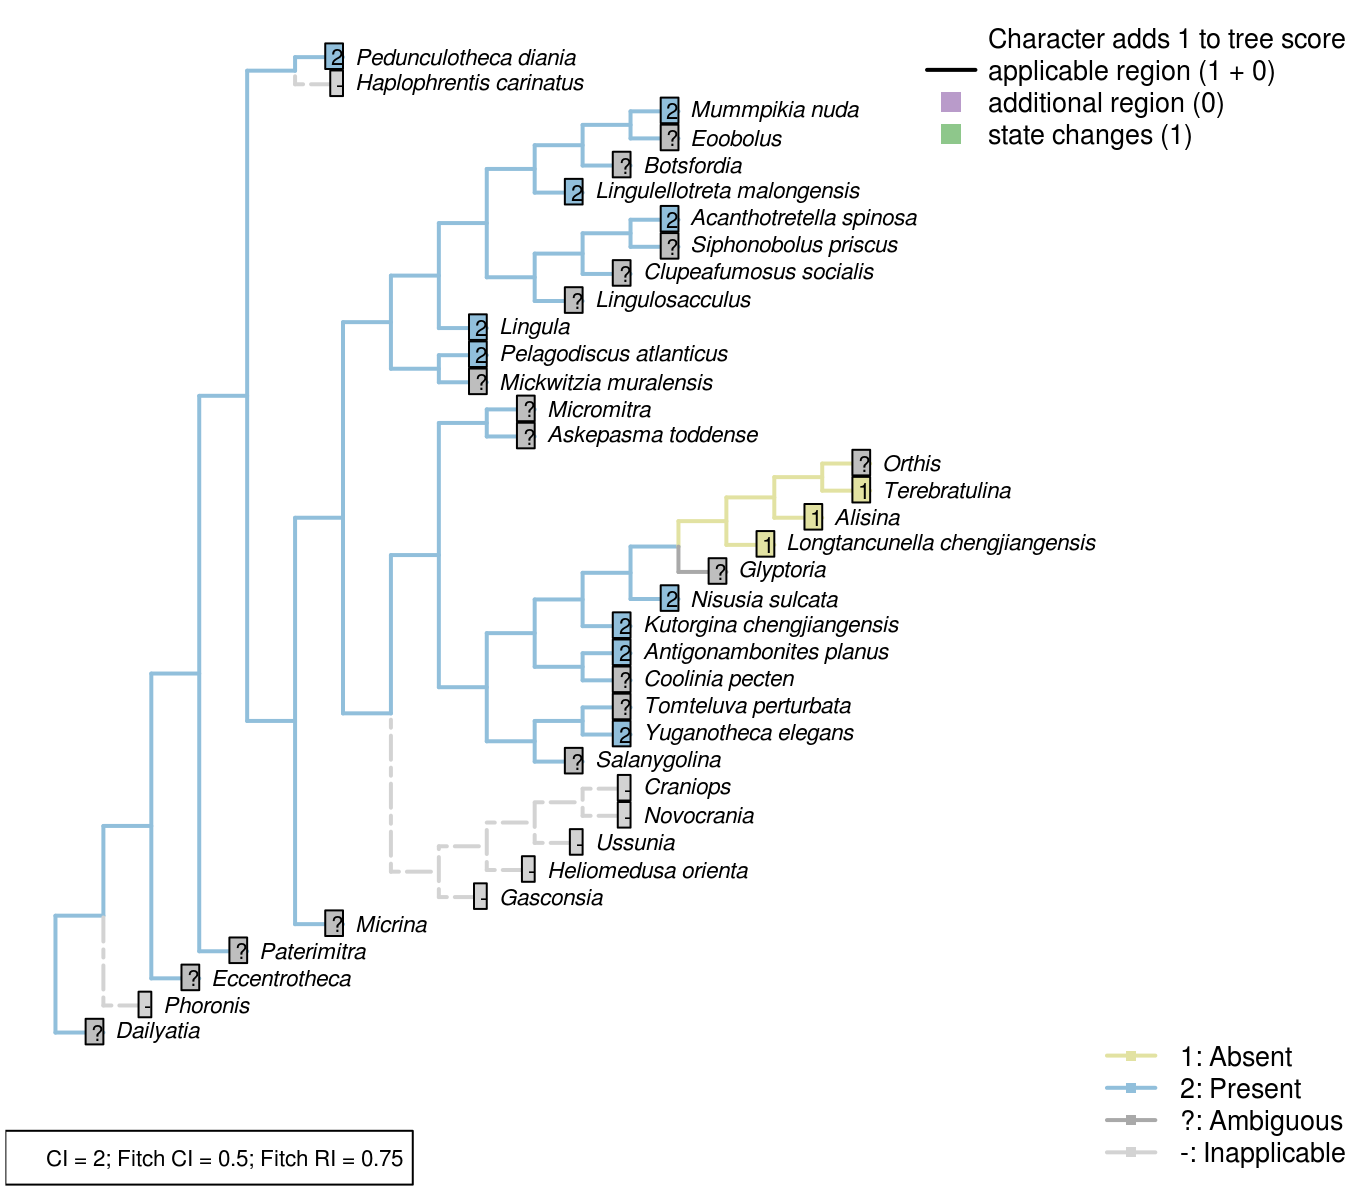 Character adds 1 to tree score
applicable region (1 + 0)
additional region (0)
state changes (1)
2 Pedunculotheca diania
- Haplophrentis carinatus
2 Mummpikia nuda
? Eoobolus
? Botsfordia
2 Lingulellotreta malongensis
2 Acanthotretella spinosa
? Siphonobolus priscus
? Clupeafumosus socialis
? Lingulosacculus
2 Lingula
2 Pelagodiscus atlanticus
? Mickwitzia muralensis
? Micromitra
? Askepasma toddense
? Orthis
1 Terebratulina
1 Alisina
1 Longtancunella chengjiangensis
? Glyptoria
2 Nisusia sulcata
2 Kutorgina chengjiangensis
2 Antigonambonites planus
? Coolinia pecten
? Tomteluva perturbata
2 Yuganotheca elegans
? Salanygolina
- Craniops
- Novocrania
- Ussunia
- Heliomedusa orienta
- Gasconsia
? Micrina
? Paterimitra
? Eccentrotheca
- Phoronis
? Dailyatia
1: Absent
2: Present
?: Ambiguous
-: Inapplicable
CI = 2; Fitch CI = 0.5; Fitch RI = 0.75